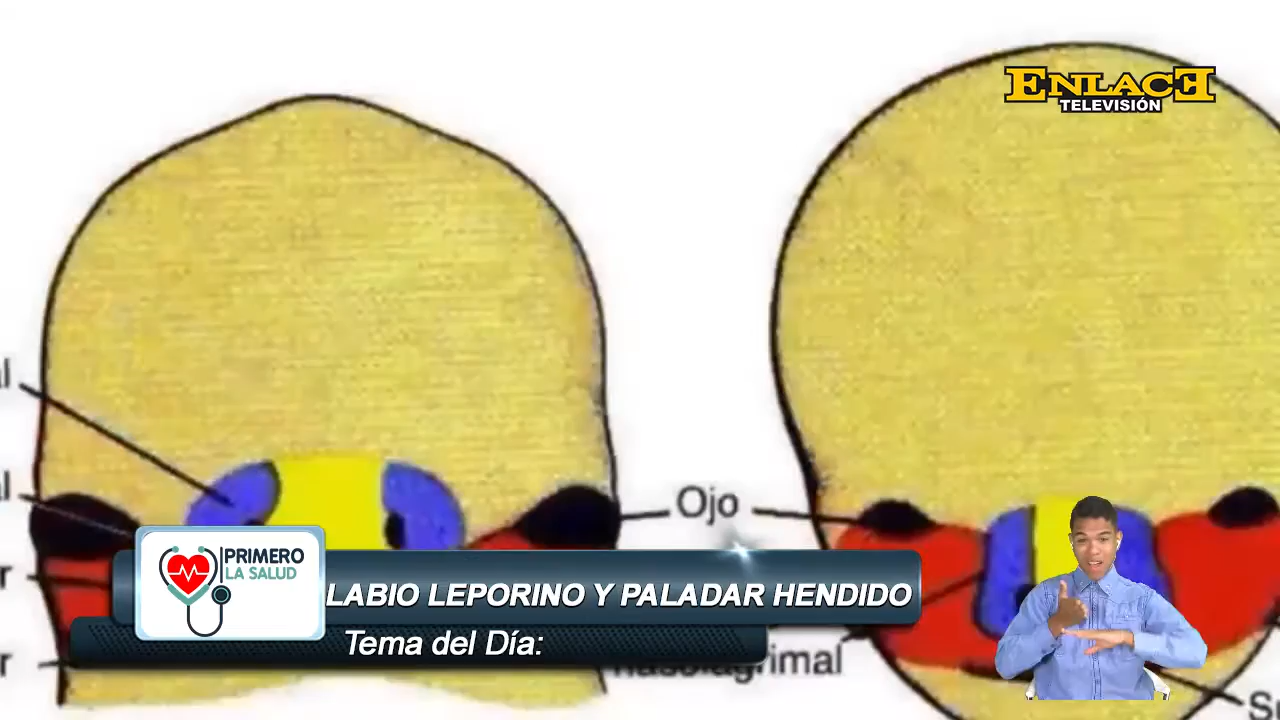 ENLACE
TELEVISIÓN
Ojo
PRIMERO
LA SALUD
LABIO LEPORINO Y PALADAR HENDIDO
Tema del Día:
nasolagrimal